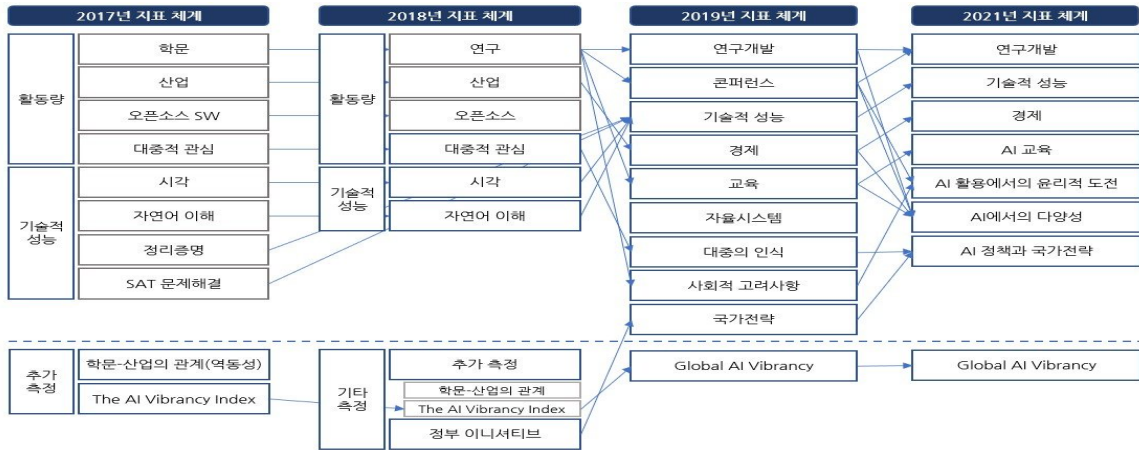 2017년 지표 체계
활동량
학문
산업
오픈소스 SW
대중적 관심
기술적
성능
시각
자연어 이해
정리증명
SAT 문제해결
추가
측정
학문-산업의 관계(역동성)
The AI Vibrancy Index
2018년 지표 체계
활동량
연구
산업
오픈소스
대중적 관심
기술적
성능
시각
자연어 이해
기타
측정
추가 측정
학문-산업의 관계
The AI Vibrancy Index
정부 이니셔티브
2019년 지표 체계
연구개발
콘퍼런스
기술적 성능
경제
교육
자율시스템
대중의 인식
사회적 고려사항
국가전략
Global AI Vibrancy
2021년 지표 체계
연구개발
기술적 성능
경제
AI 교육
AI 활용에서의 윤리적 도전
AI에서의 다양성
AI 정책과 국가전략
Global AI Vibrancy